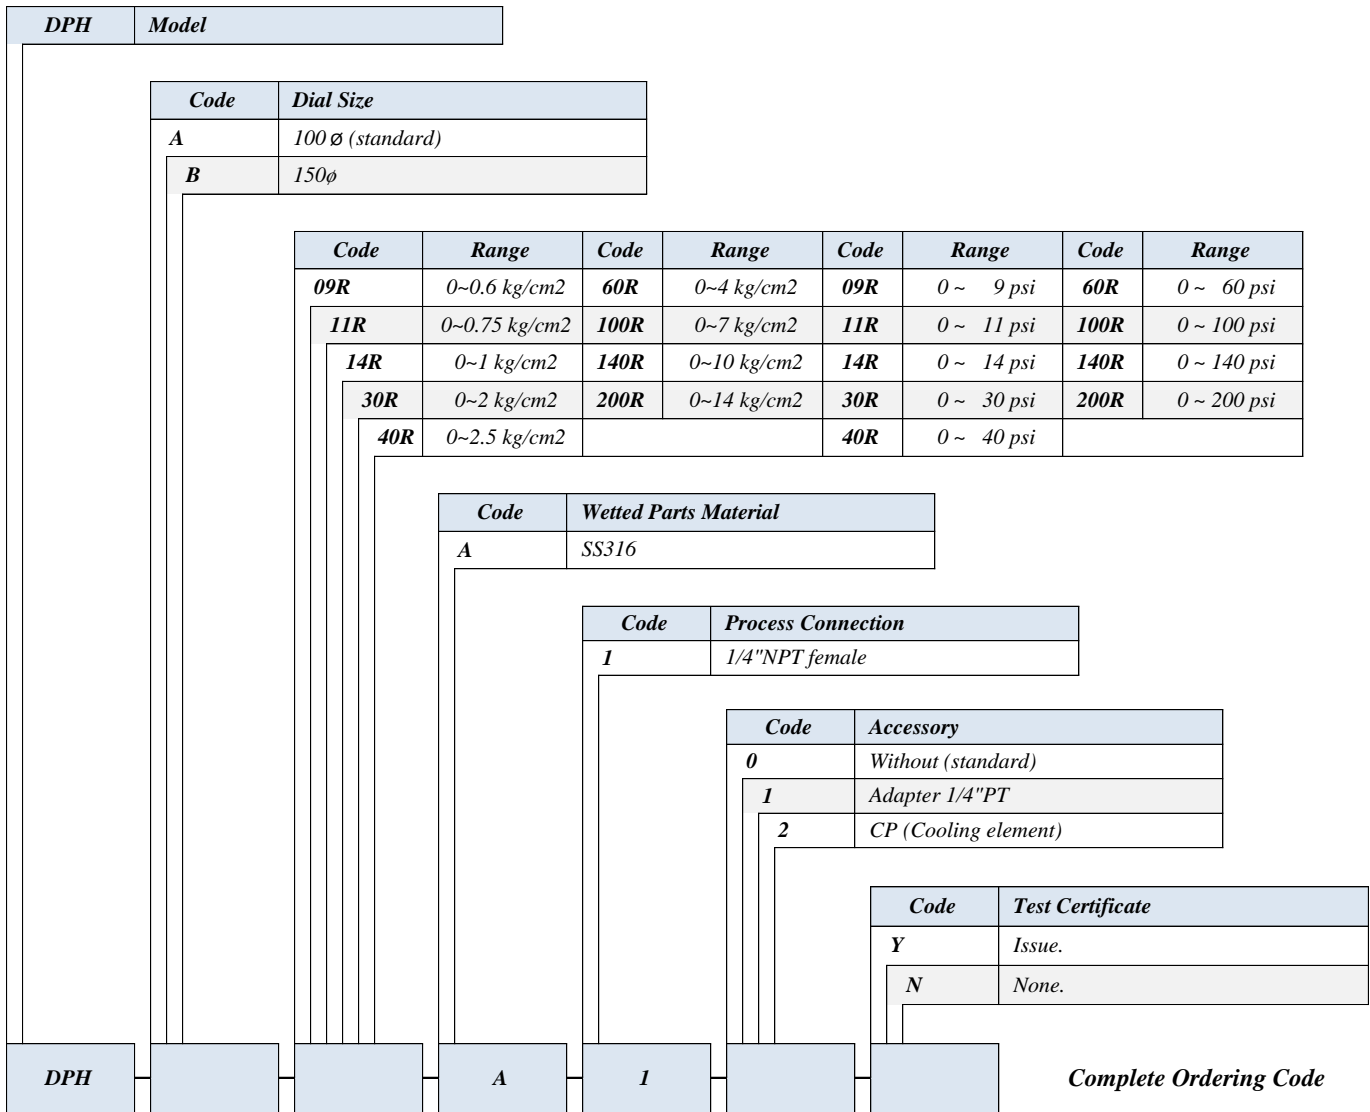 DPH Model
Code Dial Size
A 100 ø (standard)
B 150ø
Code Range Code Range Code Range Code Range
09R 0~0.6 kg/cm2 60R 0~4 kg/cm2 09R 0 ~ 9 psi 60R 0 ~ 60 psi
11R 0~0.75 kg/cm2 100R 0~7 kg/cm2 11R 0 ~ 11 psi 100R 0 ~ 100 psi
14R 0~1 kg/cm2 140R 0~10 kg/cm2 14R 0 ~ 14 psi 140R 0 ~ 140 psi
30R 0~2 kg/cm2 200R 0~14 kg/cm2 30R 0 ~ 30 psi 200R 0 ~ 200 psi
40R 0~2.5 kg/cm2 40R 0 ~ 40 psi
Code Wetted Parts Material
A SS316
Code Process Connection
1 1/4"NPT female
Code Accessory
0 Without (standard)
1 Adapter 1/4"PT
2 CP (Cooling element)
Code Test Certificate
Y Issue.
N None.
DPH A 1 Complete Ordering Code